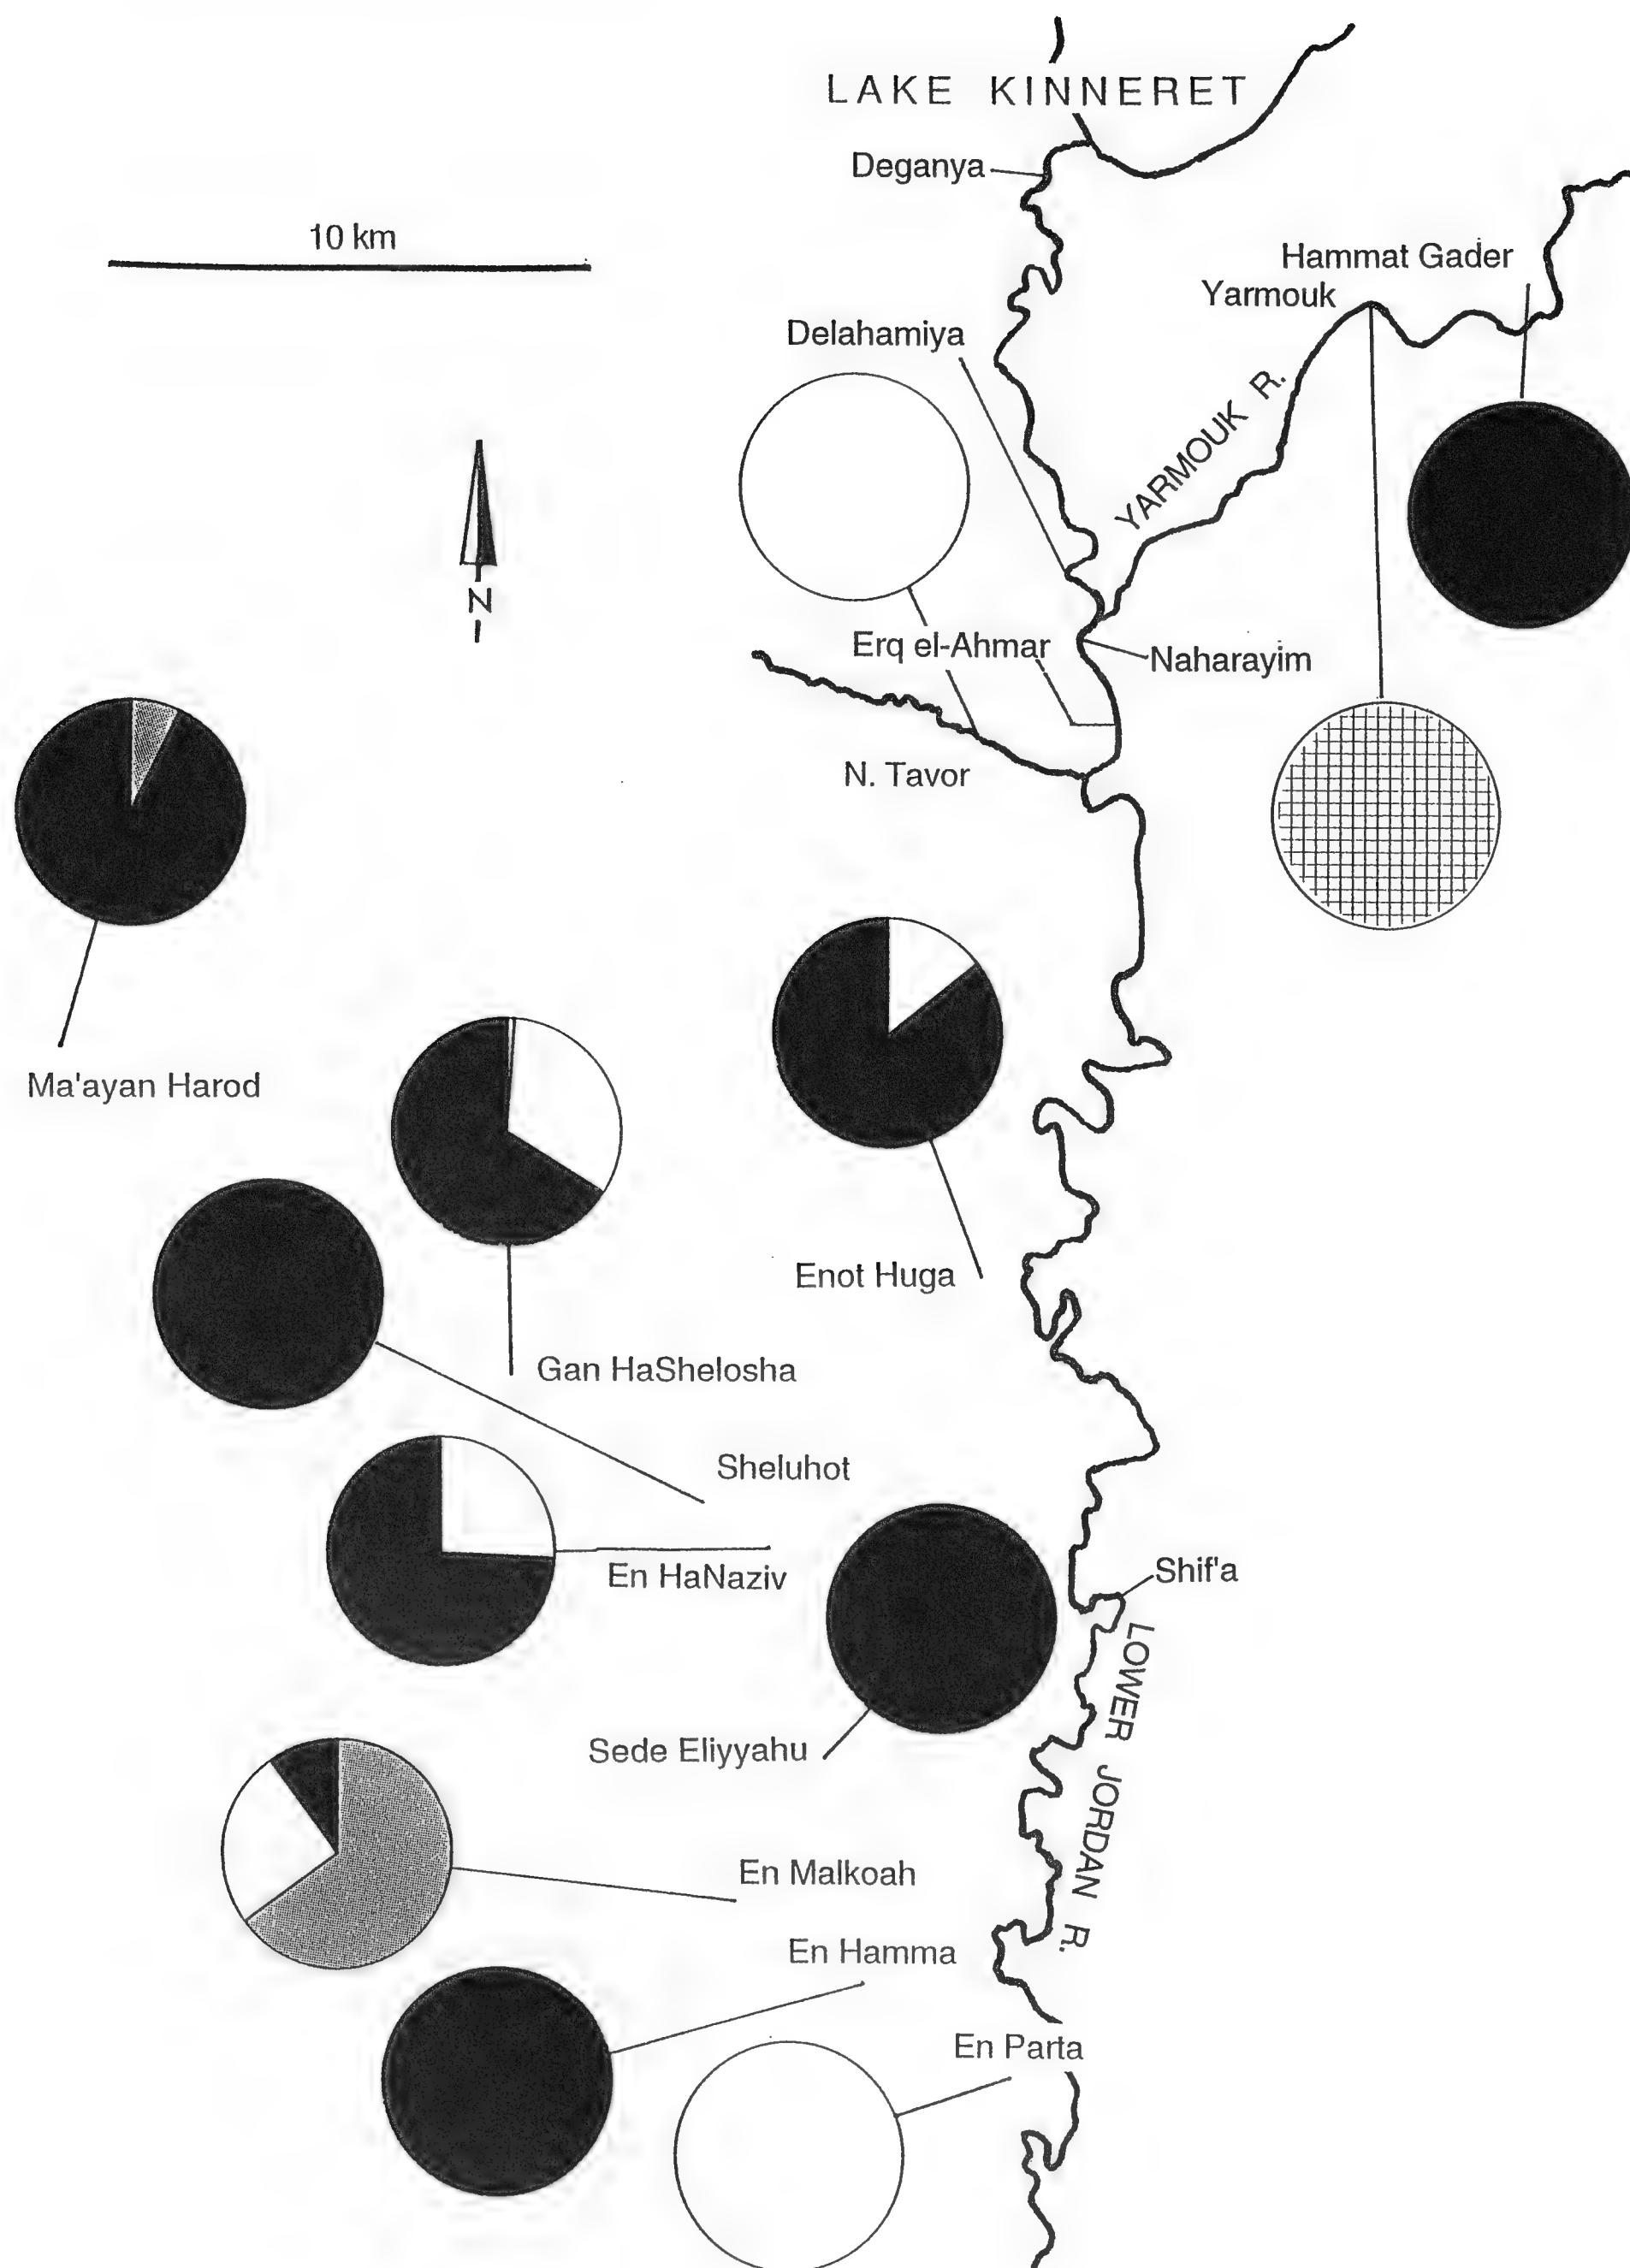 LAKE KINNERET
Deganya
10 km
Hammat Gader
Yarmouk
Delahamiya
YARMOUK R.
N
Erq el-Ahmar
Naharayim
N. Tavor
Ma'ayan Harod
Enot Huga
Gan HaShelosha
Sheluhot
En HaNaziv
Shif'a
LOWER JORDAN R.
Sede Eliyyahu
En Malkoah
En Hamma
En Parta